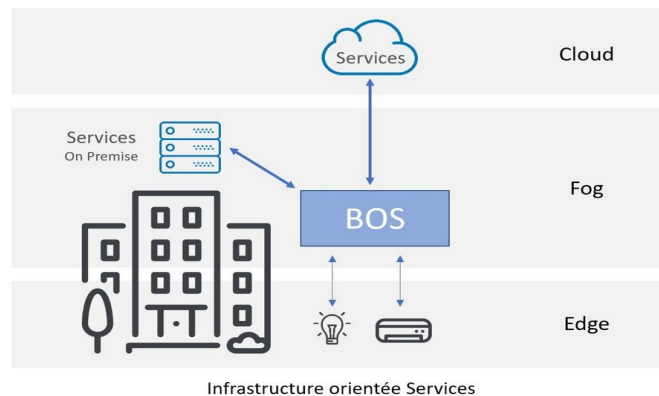 Services
Cloud
Services
On Premise
BOS
Fog
Edge
Infrastructure orientée Services